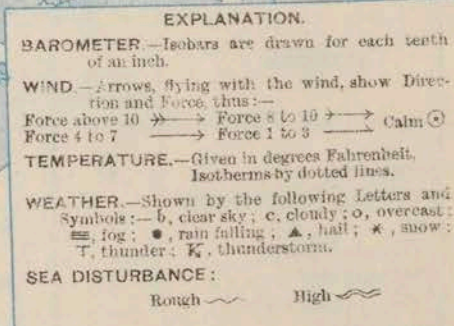 EXPLANATION.
BAROMETER.—Isobars are drawn for each tenth
of an inch.
WIND.—Arrows, flying with the wind, show Direc-
tion and Force, thus :—
Force above 10 Force 8 to 10 Calm
Force 4 to 7 Force 1 to 3
TEMPERATURE.—Given in degrees Fahrenheit.
Isotherms by dotted lines.
WEATHER.—Shown by the following Letters and
Symbols :— b, clear sky ; c, cloudy ; o, overcast ;
≡, fog ; ●, rain falling ; ▲, hail ; ✶, snow ;
T, thunder ; K, thunderstorm.
SEA DISTURBANCE :
Rough High